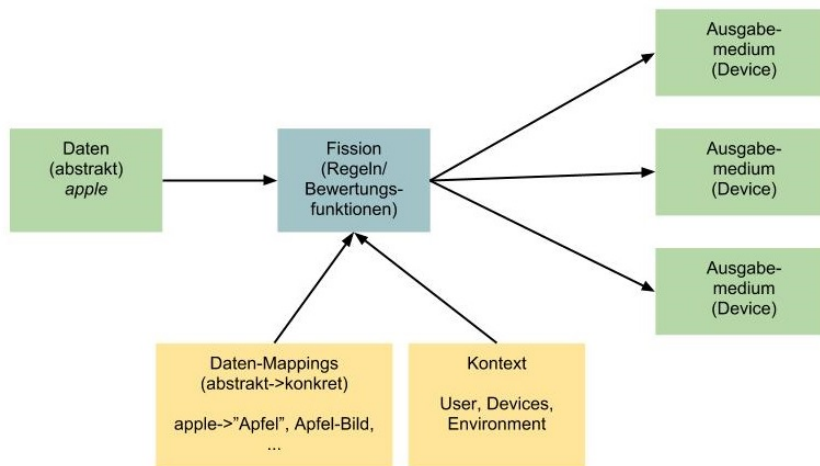 Daten
(abstrakt)
apple
Fission
(Regeln/
Bewertungs-
funktionen)
Ausgabe-
medium
(Device)
Ausgabe-
medium
(Device)
Ausgabe-
medium
(Device)
Daten-Mappings
(abstrakt->konkret)
apple->”Apfel”, Apfel-Bild,
...
Kontext
User, Devices,
Environment